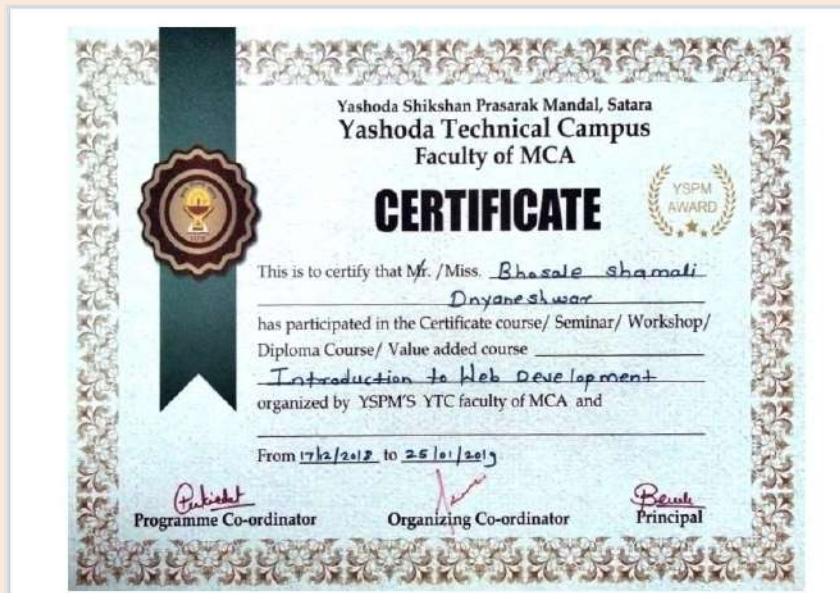 Yashoda Shikshan Prasarak Mandal, Satara
Yashoda Technical Campus
Faculty of MCA
CERTIFICATE
YSPM
AWARD
This is to certify that Mr. /Miss. Bhosale Shamali
Dnyaneshwar
has participated in the Certificate course/ Seminar/ Workshop/
Diploma Course/ Value added course
Introduction to Web Development
organized by YSPM'S YTC faculty of MCA and
From 17/12/2018 to 25/01/2019
Programme Co-ordinator
Organizing Co-ordinator
Principal